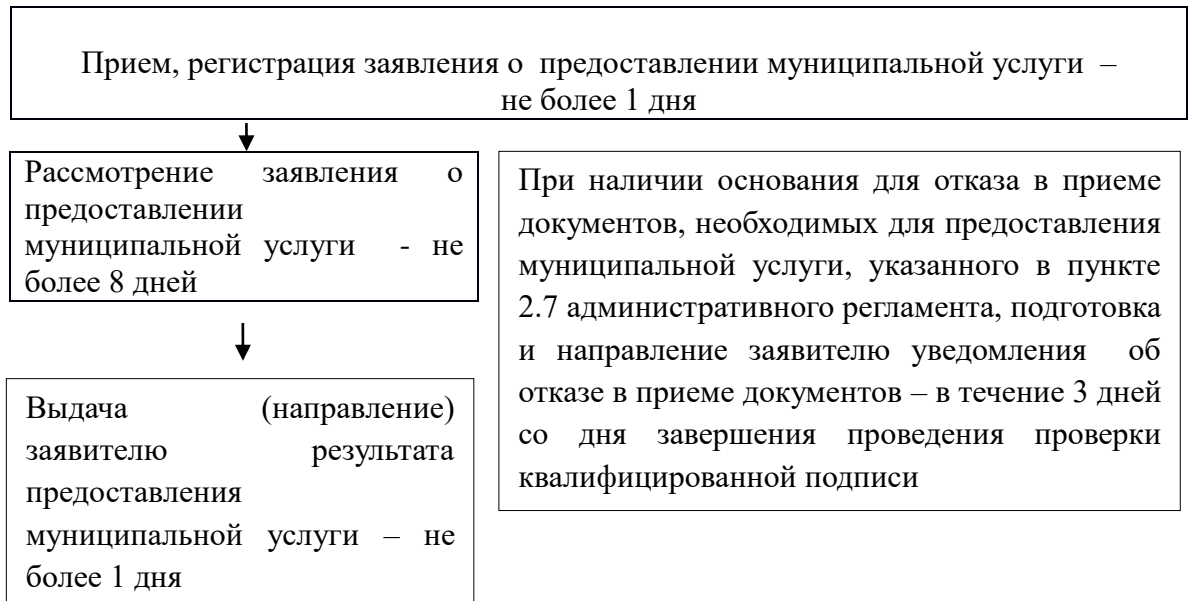 Прием, регистрация заявления о предоставлении муниципальной услуги –
не более 1 дня
Рассмотрение заявления о
предоставлении
муниципальной услуги - не
более 8 дней
Выдача (направление)
заявителю результата
предоставления
муниципальной услуги – не
более 1 дня
При наличии основания для отказа в приеме
документов, необходимых для предоставления
муниципальной услуги, указанного в пункте
2.7 административного регламента, подготовка
и направление заявителю уведомления об
отказе в приеме документов – в течение 3 дней
со дня завершения проведения проверки
квалифицированной подписи